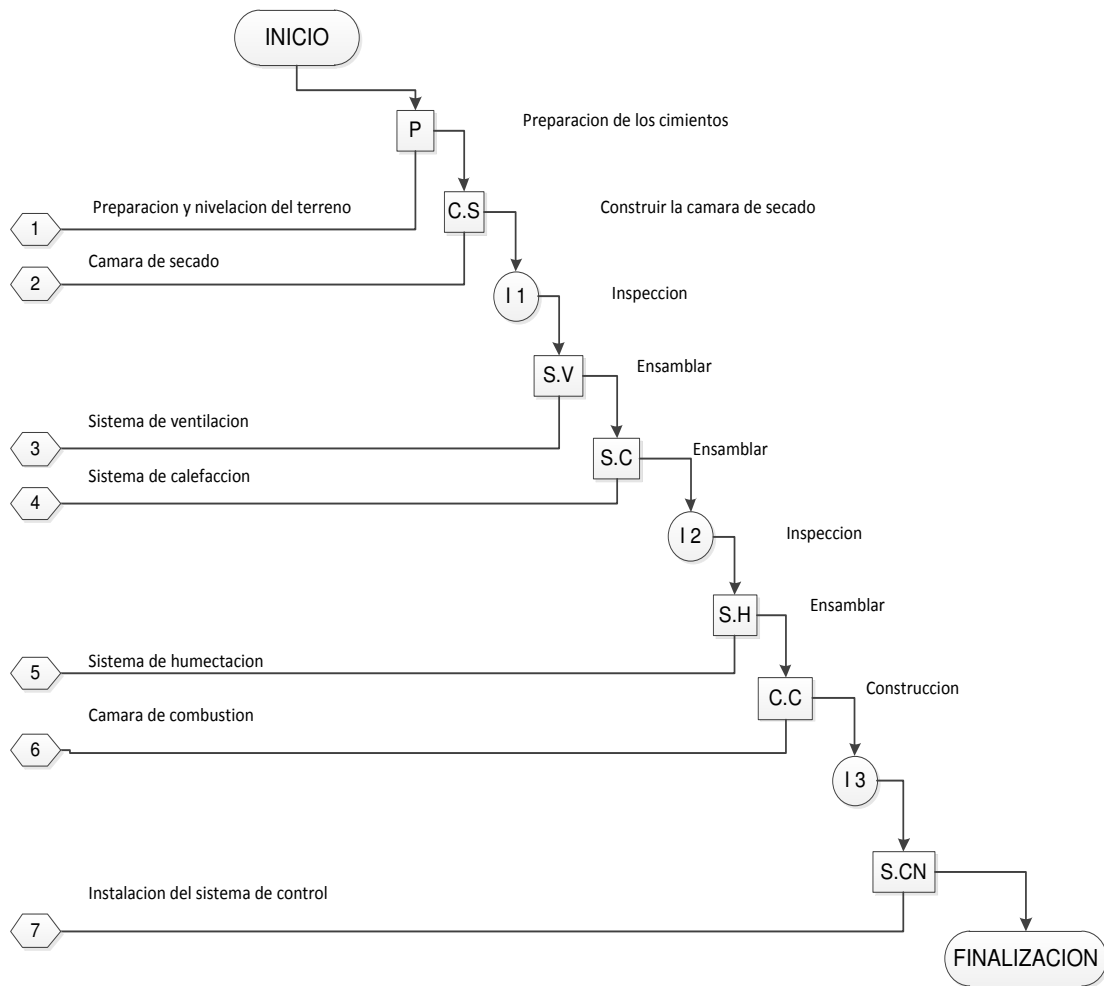 INICIO
P
Preparacion de los cimientos
Preparacion y nivelacion del terreno
C.S
Construir la camara de secado
1
Camara de secado
2
I 1
Inspeccion
S.V
Ensamblar
Sistema de ventilacion
3
S.C
Ensamblar
Sistema de calefaccion
4
I 2
Inspeccion
S.H
Ensamblar
Sistema de humectacion
5
C.C
Construccion
Camara de combustion
6
I 3
S.CN
Instalacion del sistema de control
7
FINALIZACION